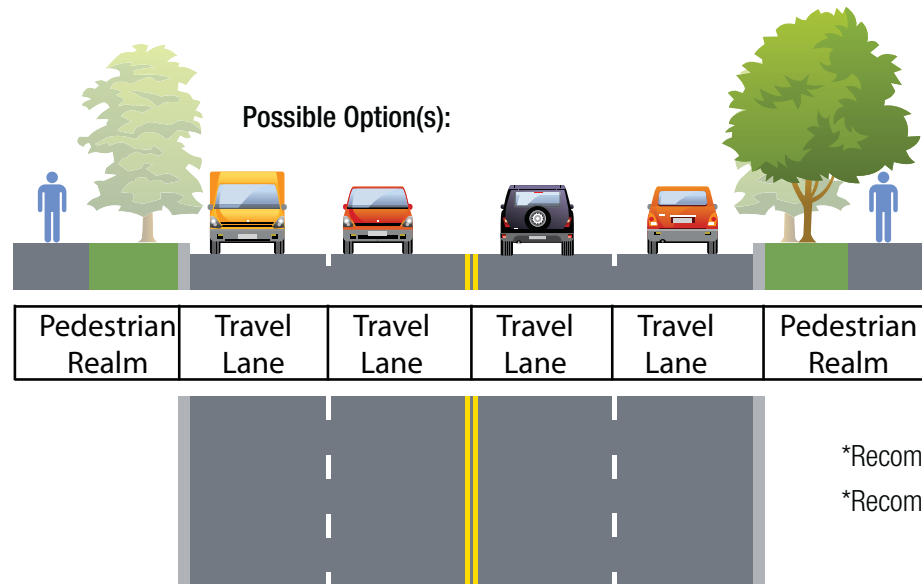 Possible Option(s):
Pedestrian Realm
Travel Lane
Travel Lane
Travel Lane
Travel Lane
Pedestrian Realm
*Recom
*Recom